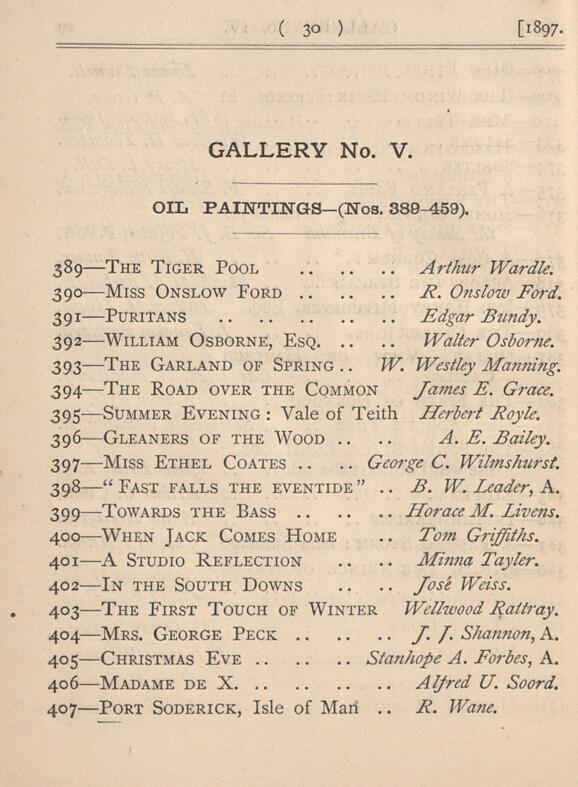 ( 30 ) [1897.
GALLERY No. V.
OIL PAINTINGS—(Nos. 389-459).
389—THE TIGER POOL .. .. .. Arthur Wardle.
390—MISS ONSLOW FORD .. .. .. R. Onslow Ford.
391—PURITANS .. .. .. .. .. Edgar Bundy.
392—WILLIAM OSBORNE, ESQ. .. .. Walter Osborne.
393—THE GARLAND OF SPRING .. W. Westley Manning.
394—THE ROAD OVER THE COMMON James E. Grace.
395—SUMMER EVENING : Vale of Teith Herbert Royle.
396—GLEANERS OF THE WOOD .. .. A. E. Bailey.
397—MISS ETHEL COATES .. .. George C. Wilmshurst.
398—“ FAST FALLS THE EVENTIDE ” .. B. W. Leader, A.
399—TOWARDS THE BASS .. .. .. Horace M. Livens.
400—WHEN JACK COMES HOME .. Tom Griffiths.
401—A STUDIO REFLECTION .. .. Minna Tayler.
402—IN THE SOUTH DOWNS .. .. José Weiss.
403—THE FIRST TOUCH OF WINTER Wellwood Rattray.
404—MRS. GEORGE PECK .. .. .. J. J. Shannon, A.
405—CHRISTMAS EVE .. .. .. Stanhope A. Forbes, A.
406—MADAME DE X. .. .. .. .. Alfred U. Soord.
407—PORT SODERICK, Isle of Man .. R. Wane.